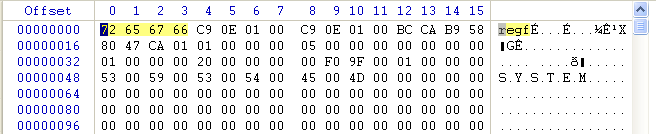 Offset 0 1 2 3 4 5 6 7 8 9 10 11 12 13 14 15
00000000 72 65 67 66 C9 0E 01 00 C9 0E 01 00 BC CA B9 58 regfÉ...É...¼Ê¹X
00000016 80 47 CA 01 01 00 00 00 05 00 00 00 00 00 00 00 ▮GÊ.............
00000032 01 00 00 00 20 00 00 00 00 F0 9F 00 01 00 00 00 .... ....ð▮.....
00000048 53 00 59 00 53 00 54 00 45 00 4D 00 00 00 00 00 S.Y.S.T.E.M.....
00000064 00 00 00 00 00 00 00 00 00 00 00 00 00 00 00 00 ................
00000080 00 00 00 00 00 00 00 00 00 00 00 00 00 00 00 00 ................
00000096 00 00 00 00 00 00 00 00 00 00 00 00 00 00 00 00 ................